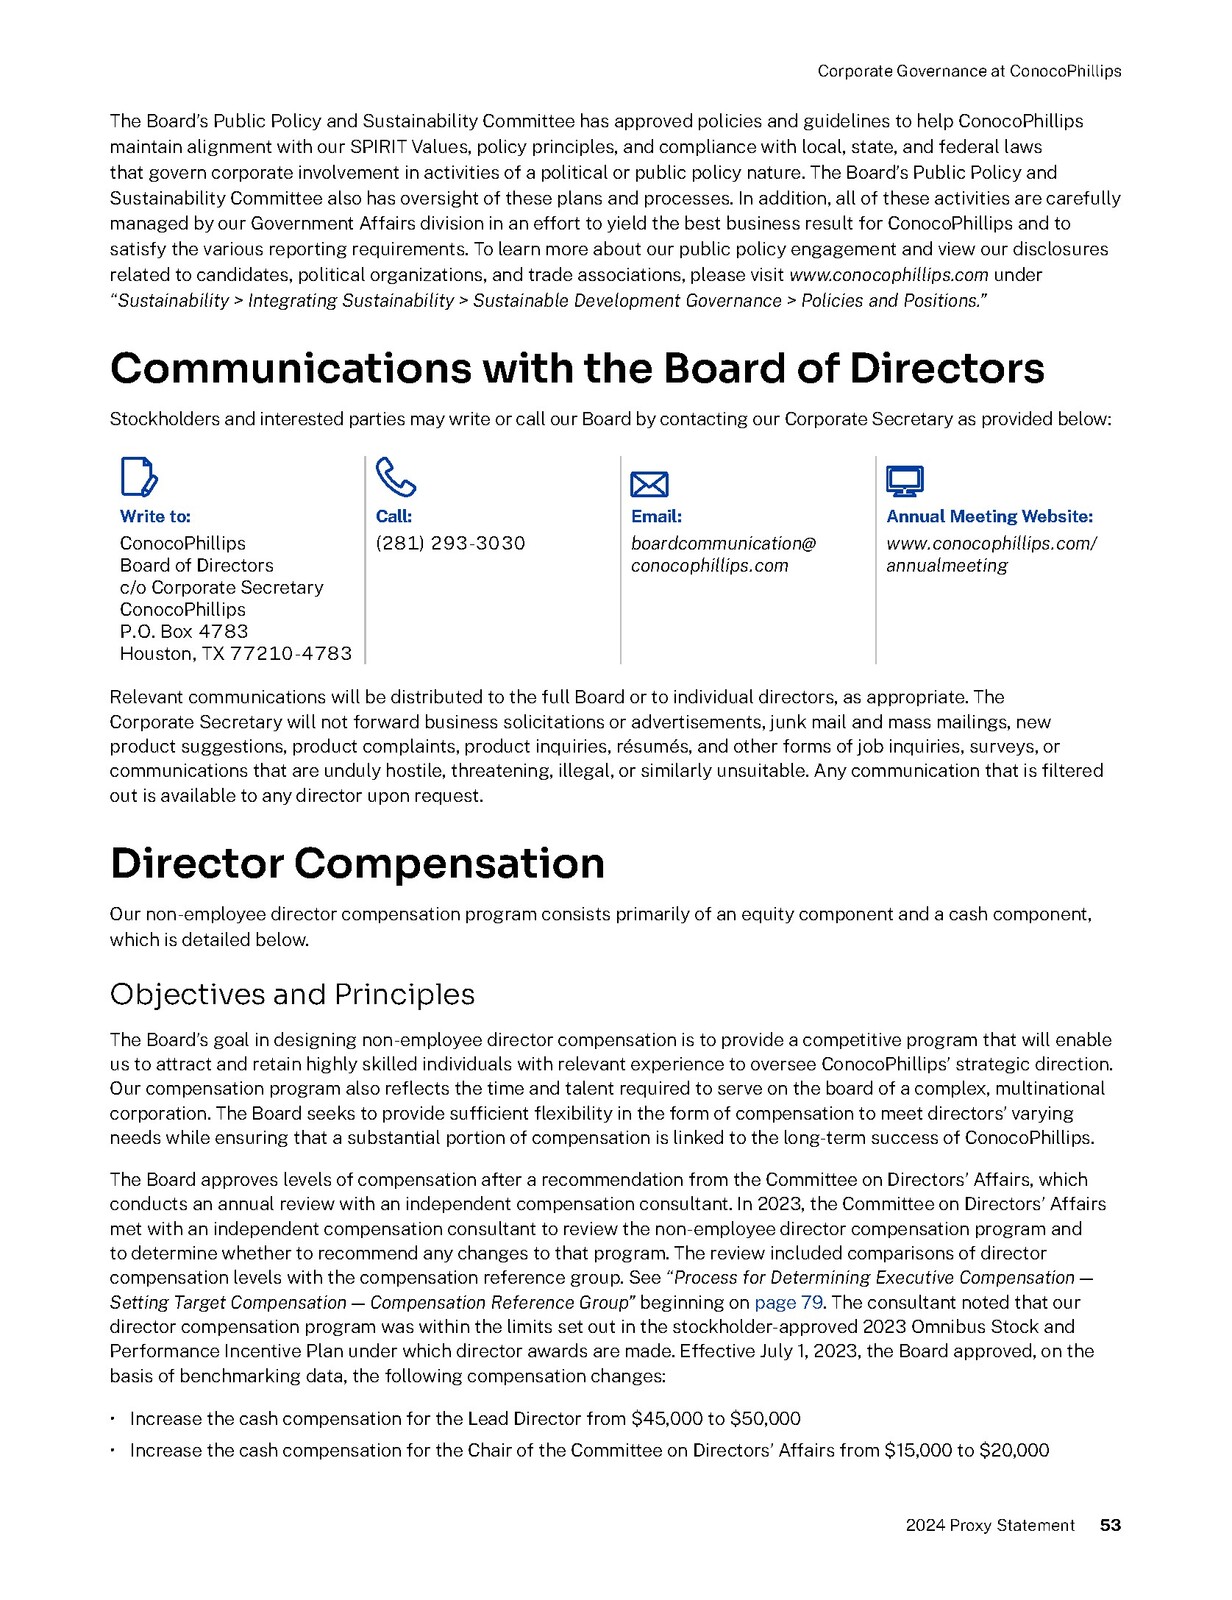 Corporate Governance at ConocoPhillips
The Board's Public Policy and Sustainability Committee has approved policies and guidelines to help ConocoPhillips
maintain alignment with our SPIRIT Values, policy principles, and compliance with local, state, and federal laws
that govern corporate involvement in activities of a political or public policy nature. The Board's Public Policy and
Sustainability Committee also has oversight of these plans and processes. In addition, all of these activities are carefully
managed by our Government Affairs division in an effort to yield the best business result for ConocoPhillips and to
satisfy the various reporting requirements. To learn more about our public policy engagement and view our disclosures
related to candidates, political organizations, and trade associations, please visit www.conocophillips.com under
“Sustainability > Integrating Sustainability > Sustainable Development Governance > Policies and Positions.”
Communications with the Board of Directors
Stockholders and interested parties may write or call our Board by contacting our Corporate Secretary as provided below:
Write to:
ConocoPhillips
Board of Directors
c/o Corporate Secretary
ConocoPhillips
P.O. Box 4783
Houston, TX 77210-4783
Call:
(281) 293-3030
Email:
boardcommunication@
conocophillips.com
Annual Meeting Website:
www.conocophillips.com/
annualmeeting
Relevant communications will be distributed to the full Board or to individual directors, as appropriate. The
Corporate Secretary will not forward business solicitations or advertisements, junk mail and mass mailings, new
product suggestions, product complaints, product inquiries, résumés, and other forms of job inquiries, surveys, or
communications that are unduly hostile, threatening, illegal, or similarly unsuitable. Any communication that is filtered
out is available to any director upon request.
Director Compensation
Our non-employee director compensation program consists primarily of an equity component and a cash component,
which is detailed below.
Objectives and Principles
The Board's goal in designing non-employee director compensation is to provide a competitive program that will enable
us to attract and retain highly skilled individuals with relevant experience to oversee ConocoPhillips' strategic direction.
Our compensation program also reflects the time and talent required to serve on the board of a complex, multinational
corporation. The Board seeks to provide sufficient flexibility in the form of compensation to meet directors' varying
needs while ensuring that a substantial portion of compensation is linked to the long-term success of ConocoPhillips.
The Board approves levels of compensation after a recommendation from the Committee on Directors' Affairs, which
conducts an annual review with an independent compensation consultant. In 2023, the Committee on Directors' Affairs
met with an independent compensation consultant to review the non-employee director compensation program and
to determine whether to recommend any changes to that program. The review included comparisons of director
compensation levels with the compensation reference group. See “Process for Determining Executive Compensation —
Setting Target Compensation — Compensation Reference Group” beginning on page 79. The consultant noted that our
director compensation program was within the limits set out in the stockholder-approved 2023 Omnibus Stock and
Performance Incentive Plan under which director awards are made. Effective July 1, 2023, the Board approved, on the
basis of benchmarking data, the following compensation changes:
• Increase the cash compensation for the Lead Director from $45,000 to $50,000
• Increase the cash compensation for the Chair of the Committee on Directors' Affairs from $15,000 to $20,000
2024 Proxy Statement 53